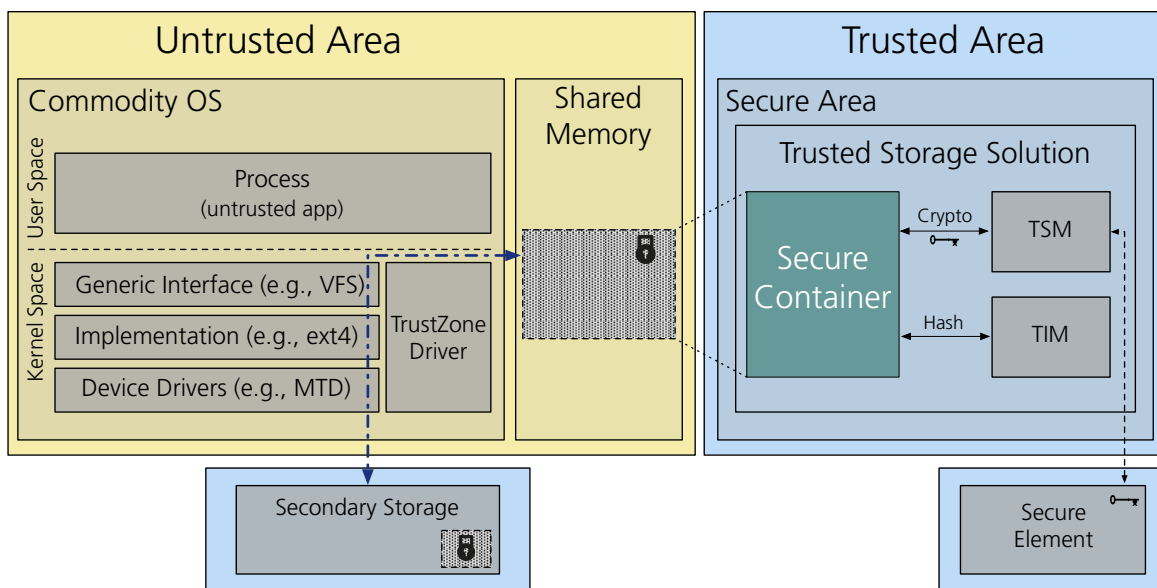 Untrusted Area
Commodity OS
User Space
Process
(untrusted app)
Kernel Space
Generic Interface (e.g., VFS)
Implementation (e.g., ext4)
Device Drivers (e.g., MTD)
TrustZone
Driver
Shared
Memory
Trusted Area
Secure Area
Trusted Storage Solution
Secure
Container
Crypto
TSM
Hash
TIM
Secondary Storage
Secure
Element